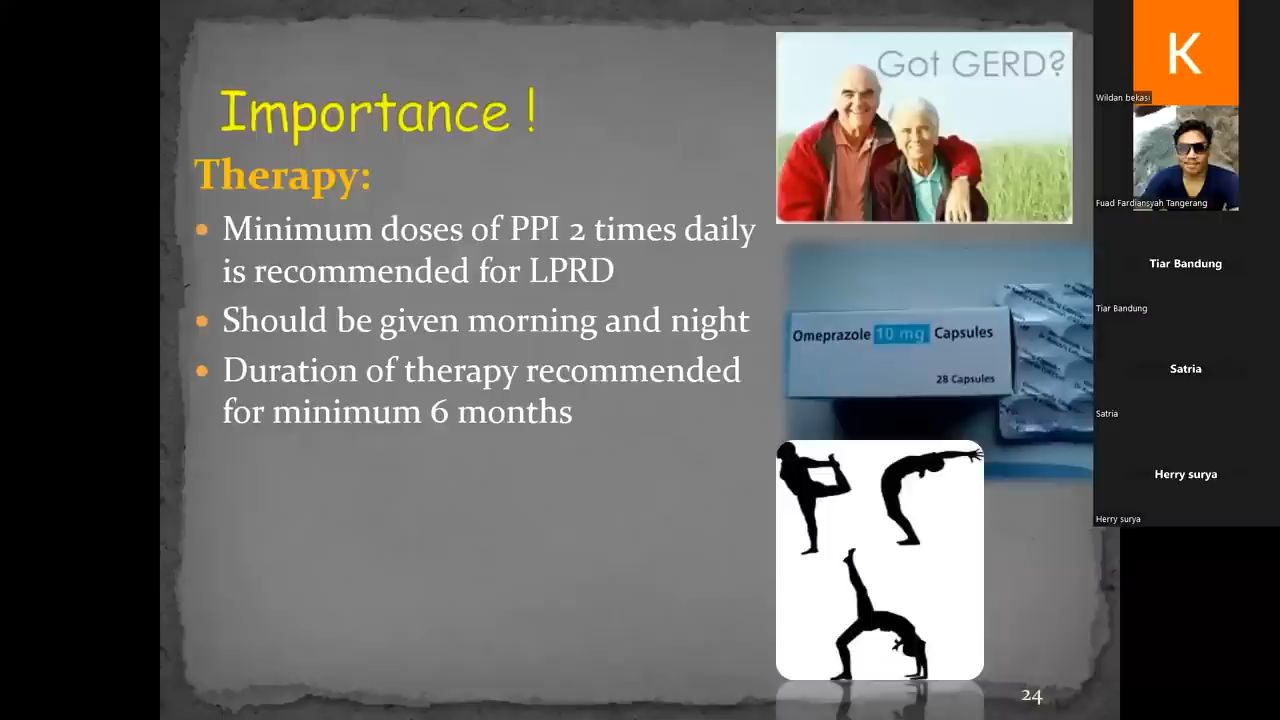 Importance !
Therapy:
• Minimum doses of PPI 2 times daily
is recommended for LPRD
• Should be given morning and night
• Duration of therapy recommended
for minimum 6 months
Got GERD?
Omeprazole 10 mg Capsules
28 Capsules
24
K
Wildan bekasi
Fuad Fardiansyah Tangerang
Tiar Bandung
Tiar Bandung
Satria
Satria
Herry surya
Herry surya